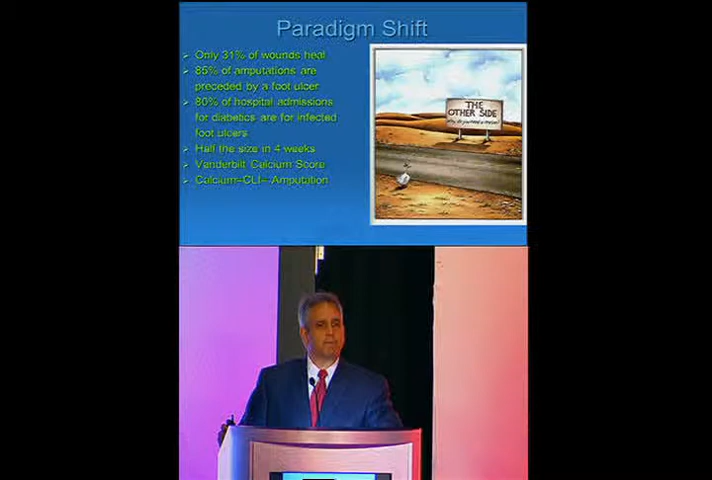 Paradigm Shift
Only 31% of wounds heal
85% of amputations are
preceded by a foot ulcer
80% of hospital admissions
for diabetics are for infected
foot ulcers
Half the size in 4 weeks
Vanderbilt Calcium Score
Calcium–CLI–Amputation
THE
OTHER SIDE